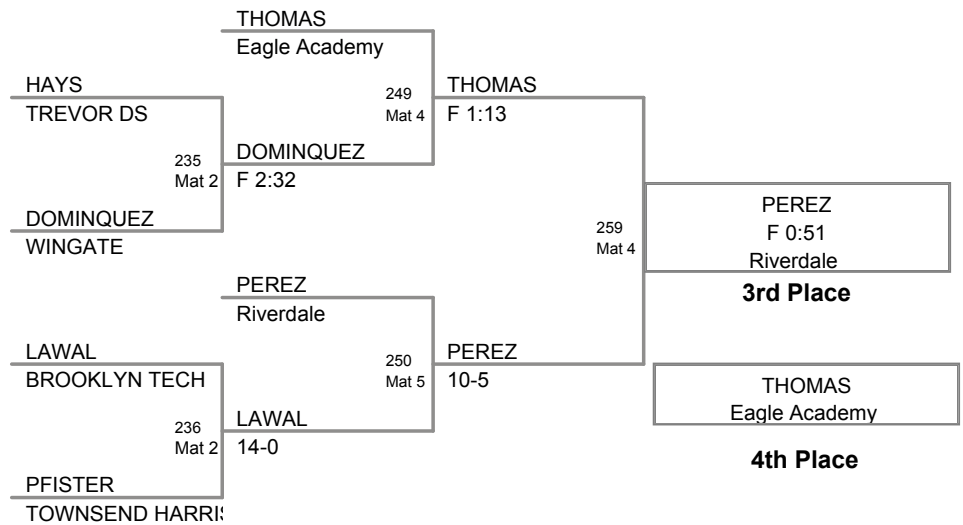 THOMAS
Eagle Academy
HAYS
TREVOR DS
249
Mat 4
THOMAS
F 1:13
235
Mat 2
DOMINQUEZ
F 2:32
DOMINQUEZ
WINGATE
259
Mat 4
PEREZ
F 0:51
Riverdale
3rd Place
PEREZ
Riverdale
LAWAL
BROOKLYN TECH
250
Mat 5
PEREZ
10-5
THOMAS
Eagle Academy
4th Place
236
Mat 2
LAWAL
14-0
PFISTER
TOWNSEND HARRIS